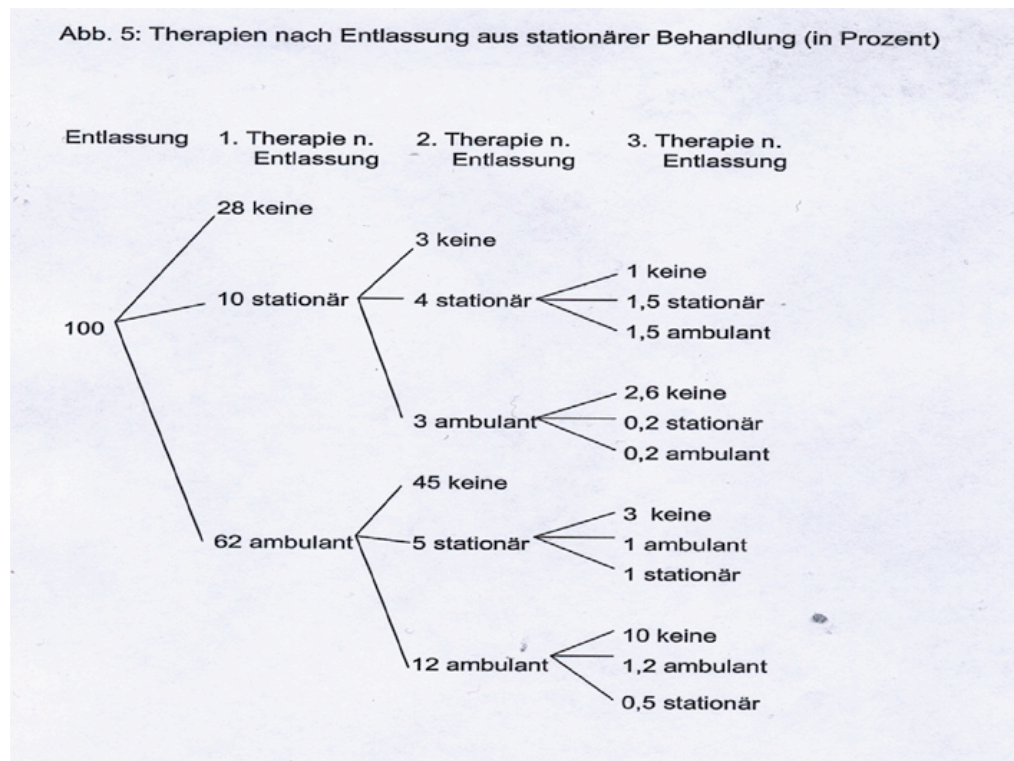 Abb. 5: Therapien nach Entlassung aus stationärer Behandlung (in Prozent)
Entlassung 1. Therapie n. 2. Therapie n. 3. Therapie n.
Entlassung Entlassung Entlassung
28 keine
3 keine
1 keine
100 10 stationär 4 stationär 1,5 stationär
1,5 ambulant
2,6 keine
3 ambulant 0,2 stationär
0,2 ambulant
45 keine
3 keine
62 ambulant 5 stationär 1 ambulant
1 stationär
10 keine
12 ambulant 1,2 ambulant
0,5 stationär